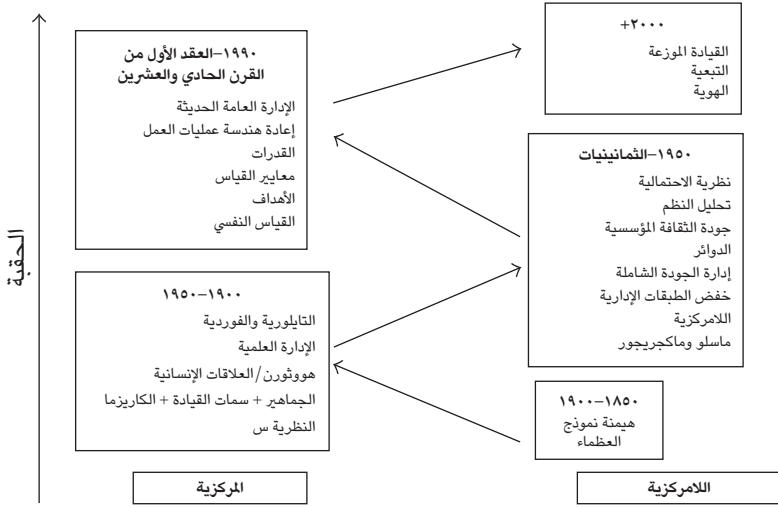 +٢٠٠٠
القيادة الموزعة
التبعية
الهوية
١٩٩٠–العقد الأول من
القرن الحادي والعشرين
الإدارة العامة الحديثة
إعادة هندسة عمليات العمل
القدرات
معايير القياس
الأهداف
القياس النفسي
١٩٥٠–الثمانينيات
نظرية الاحتمالية
تحليل النظم
جودة الثقافة المؤسسية
الدوائر
إدارة الجودة الشاملة
خفض الطبقات الإدارية
اللامركزية
ماسلو وماكجريجور
١٩٠٠–١٩٥٠
التايلورية والفوردية
الإدارة العلمية
هووثورن/العلاقات الإنسانية
الجماهير + سمات القيادة + الكاريزما
النظرية س
١٨٥٠–١٩٠٠
هيمنة نموذج
العظماء
اللامركزية
المركزية
الحقبة